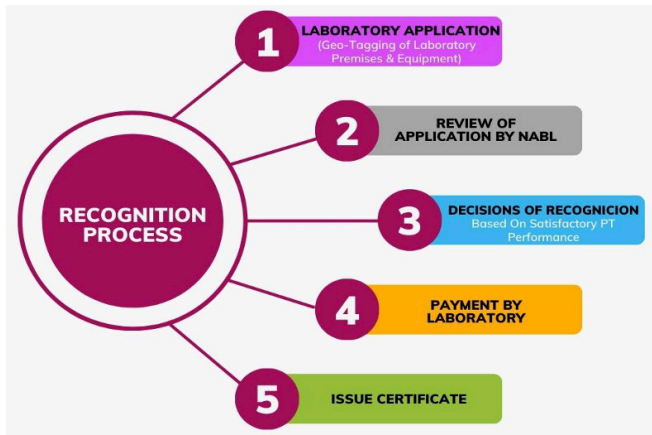 RECOGNITION
PROCESS
1
LABORATORY APPLICATION
(Geo-Tagging of Laboratory
Premises & Equipment)
2
REVIEW OF
APPLICATION BY NABL
3
DECISIONS OF RECOGNICION
Based On Satisfactory PT
Performance
4
PAYMENT BY
LABORATORY
5
ISSUE CERTIFICATE